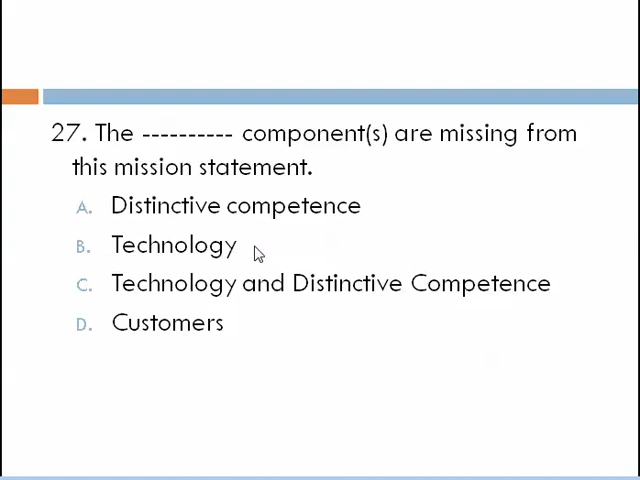 27. The ---------- component(s) are missing from
this mission statement.
A. Distinctive competence
B. Technology
C. Technology and Distinctive Competence
D. Customers